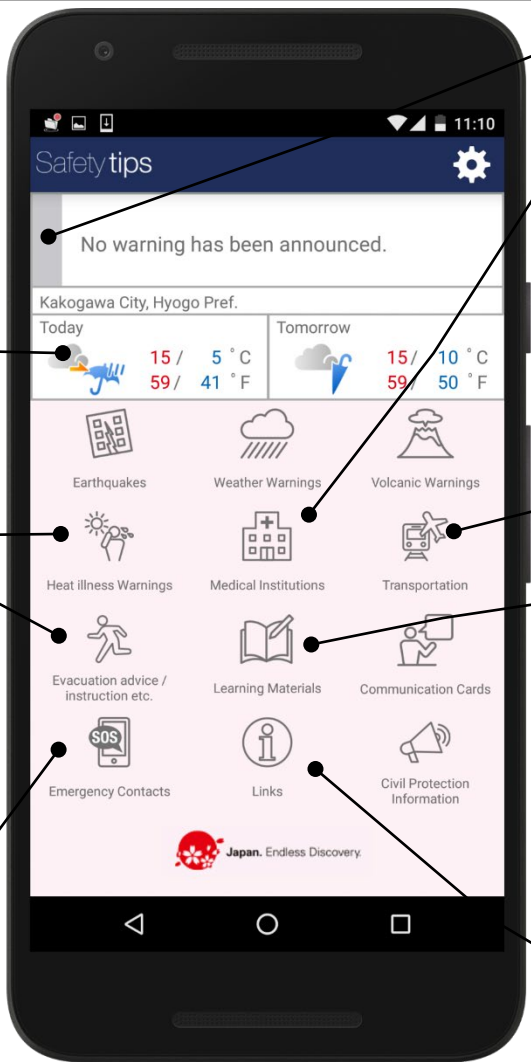 11:10
Safety tips
No warning has been announced.
Kakogawa City, Hyogo Pref.
Today
Tomorrow
15 / 5 °C
59 / 41 °F
15 / 10 °C
59 / 50 °F
Earthquakes
Weather Warnings
Volcanic Warnings
Heat illness Warnings
Medical Institutions
Transportation
Evacuation advice /
instruction etc.
Learning Materials
Communication Cards
SOS
Emergency Contacts
Links
Civil Protection
Information
Japan. Endless Discovery.